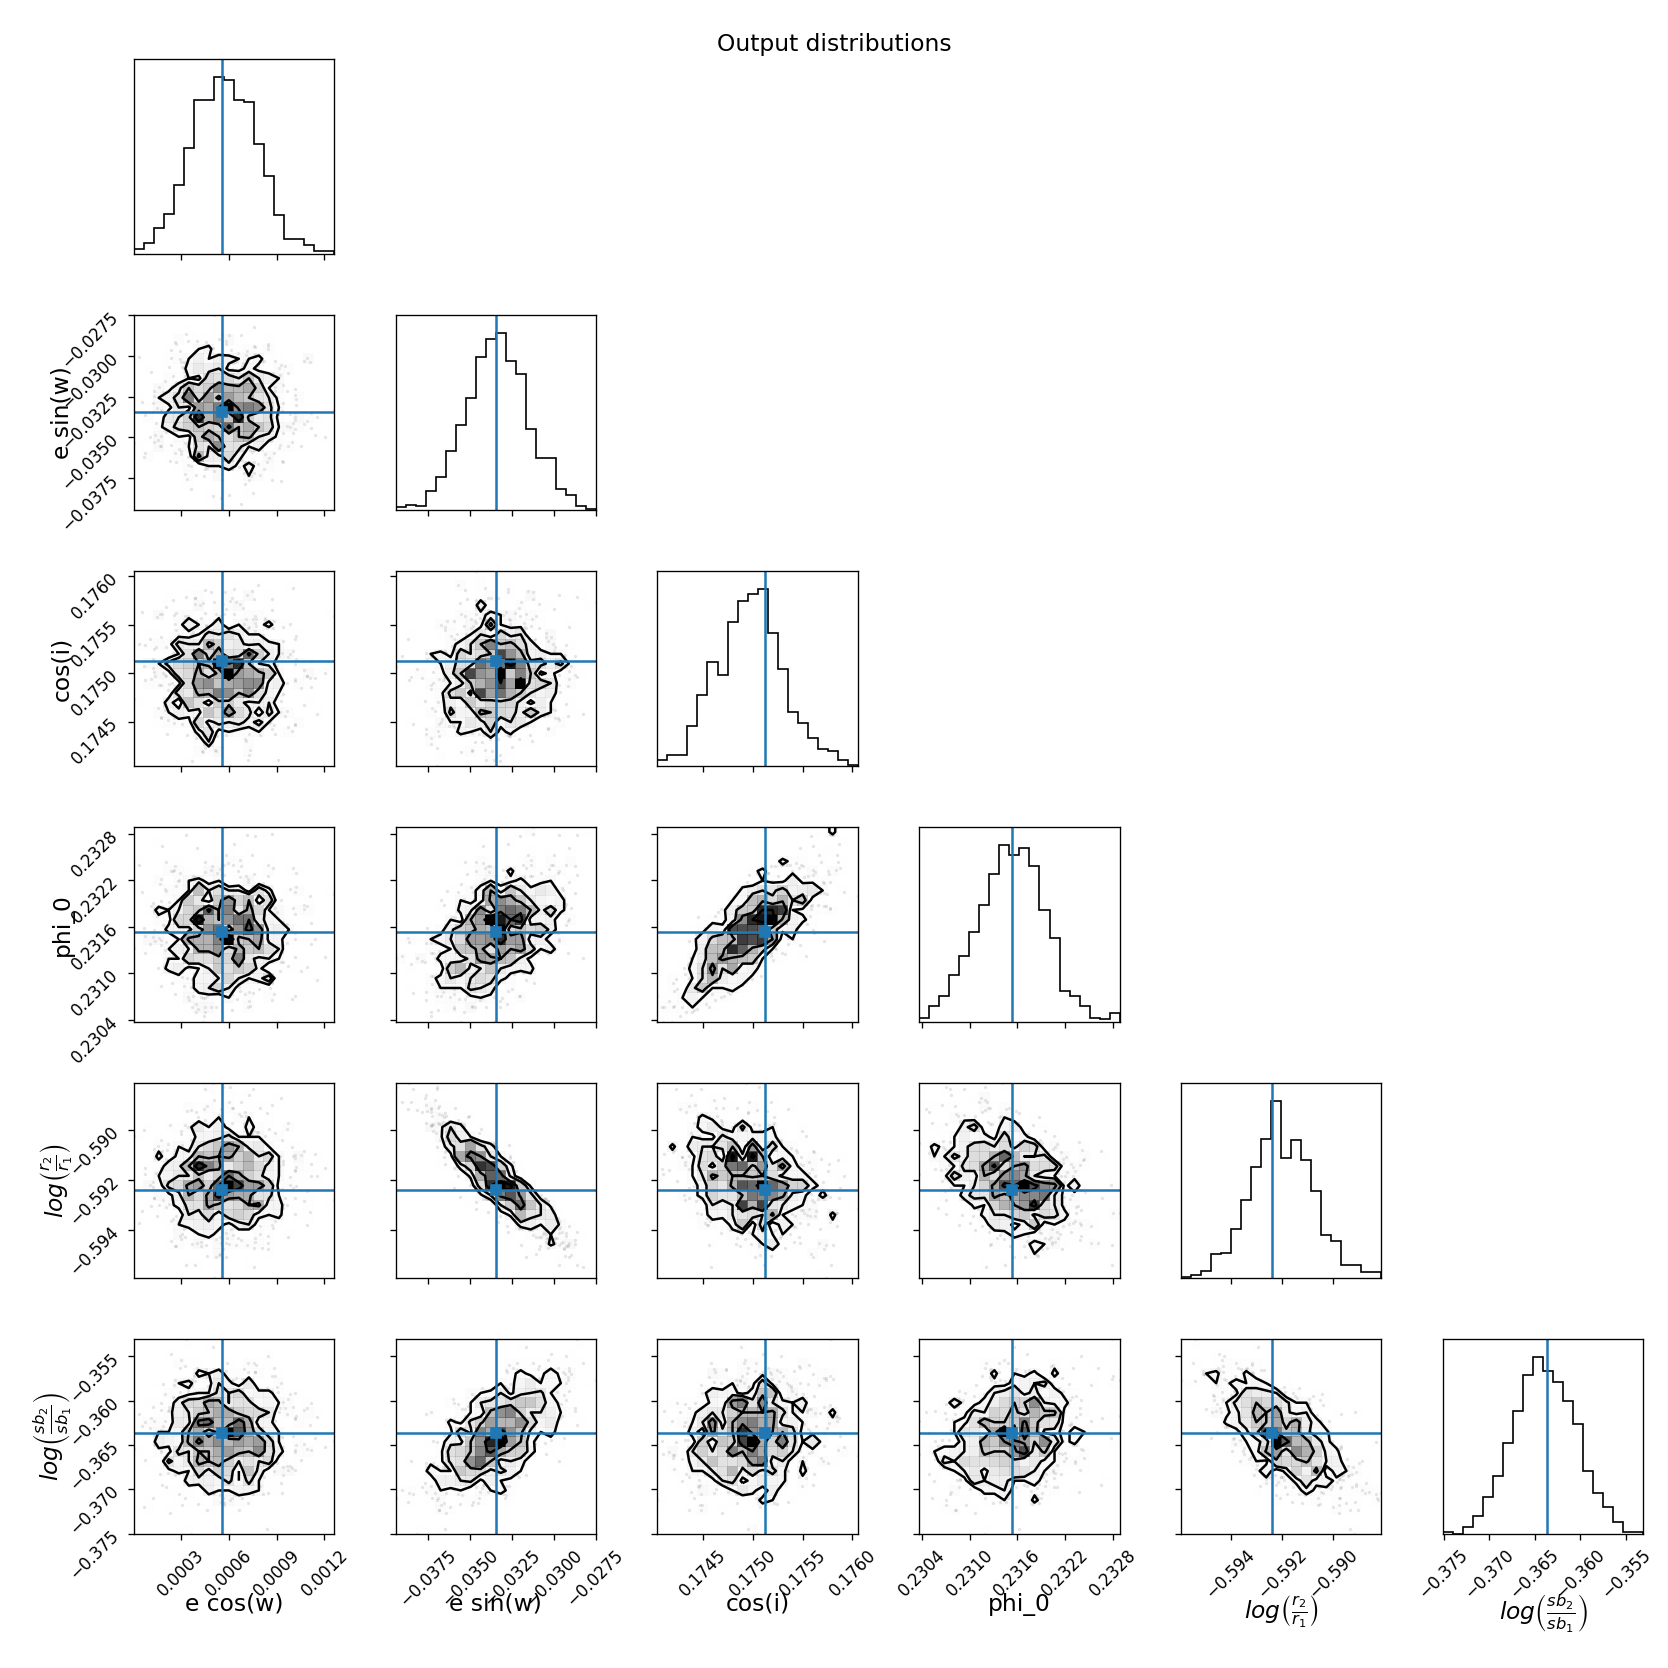 Output distributions
e sin(w)
−0.0275
−0.0300
−0.0325
−0.0350
−0.0375
cos(i)
0.1760
0.1755
0.1750
0.1745
phi_0
0.2328
0.2322
0.2316
0.2310
0.2304
log(r₂/r₁)
−0.590
−0.592
−0.594
log(sb₂/sb₁)
−0.355
−0.360
−0.365
−0.370
−0.375
0.0003 0.0006 0.0009 0.0012
e cos(w)
−0.0375 −0.0350 −0.0325 −0.0300 −0.0275
e sin(w)
0.1745 0.1750 0.1755 0.1760
cos(i)
0.2304 0.2310 0.2316 0.2322 0.2328
phi_0
−0.594 −0.592 −0.590
log(r₂/r₁)
−0.375 −0.370 −0.365 −0.360 −0.355
log(sb₂/sb₁)